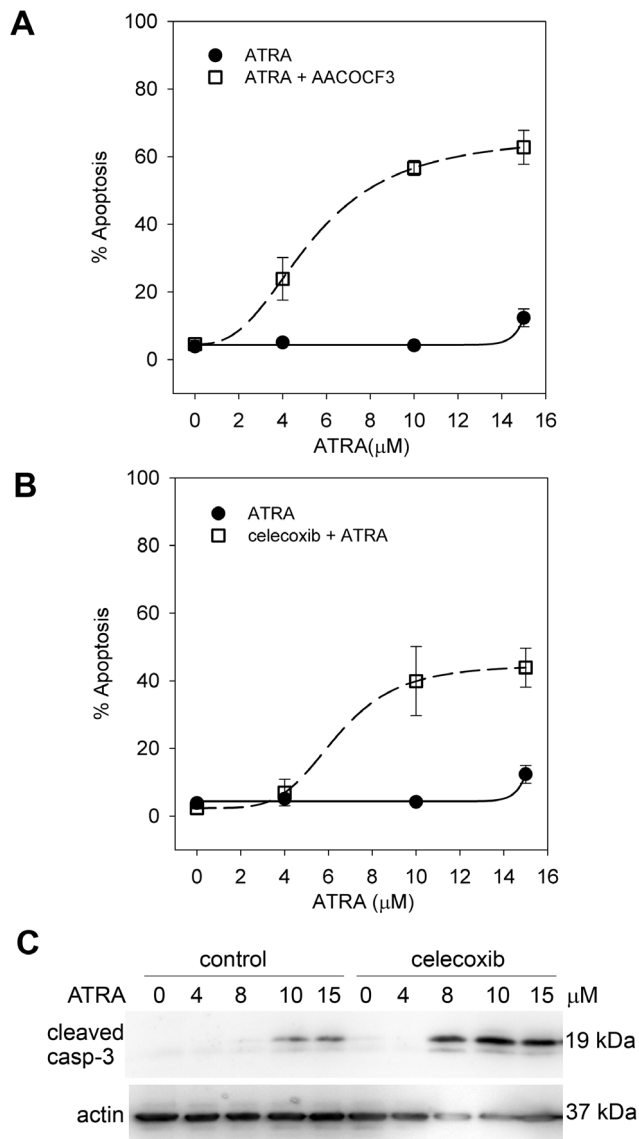 A
100
80
60
40
20
0
% Apoptosis
ATRA
ATRA + AACOCF3
0 2 4 6 8 10 12 14 16
ATRA(μM)
B
100
80
60
40
20
0
% Apoptosis
ATRA
celecoxib + ATRA
0 2 4 6 8 10 12 14 16
ATRA (μM)
C
control celecoxib
ATRA 0 4 8 10 15 0 4 8 10 15 μM
cleaved
casp-3
19 kDa
actin 37 kDa